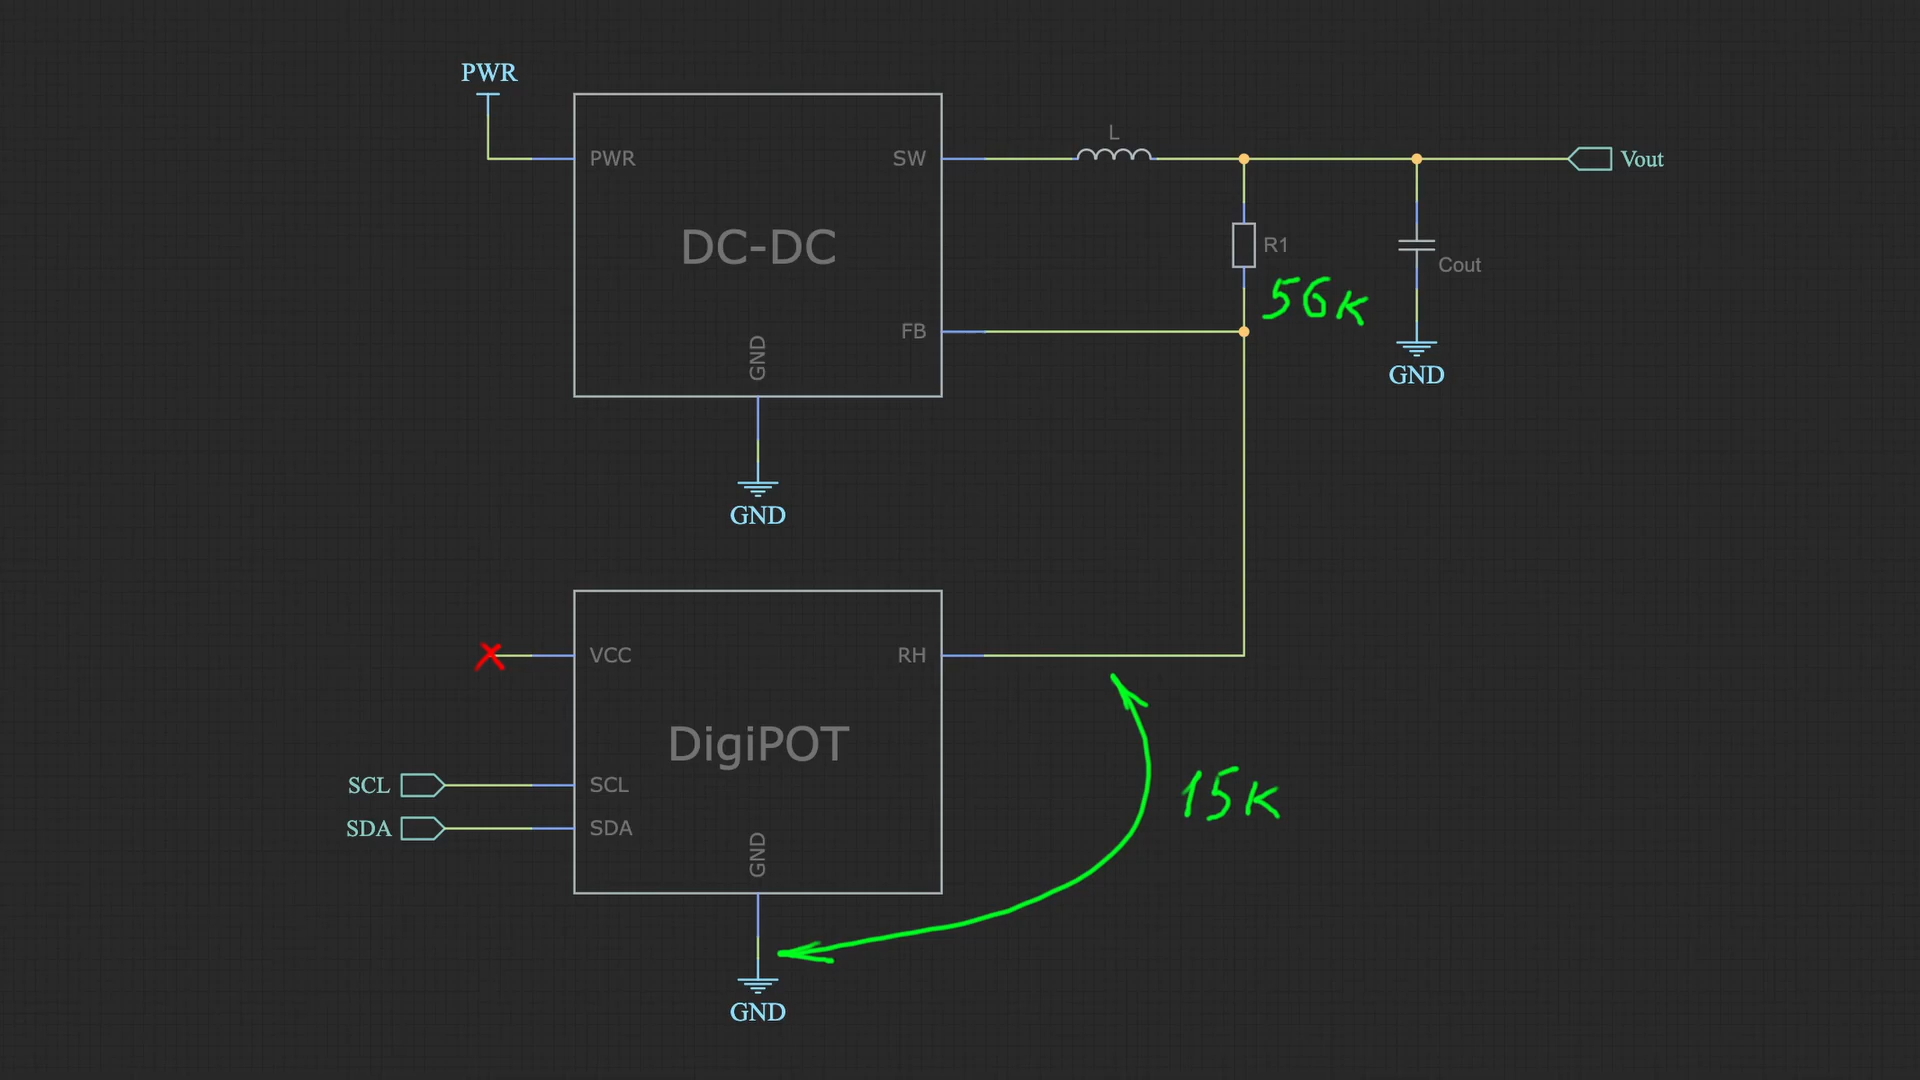 PWR
PWR
SW
L
Vout
DC-DC
R1
Cout
56K
FB
GND
GND
GND
VCC
RH
DigiPOT
SCL
SCL
SDA
SDA
15K
GND
GND